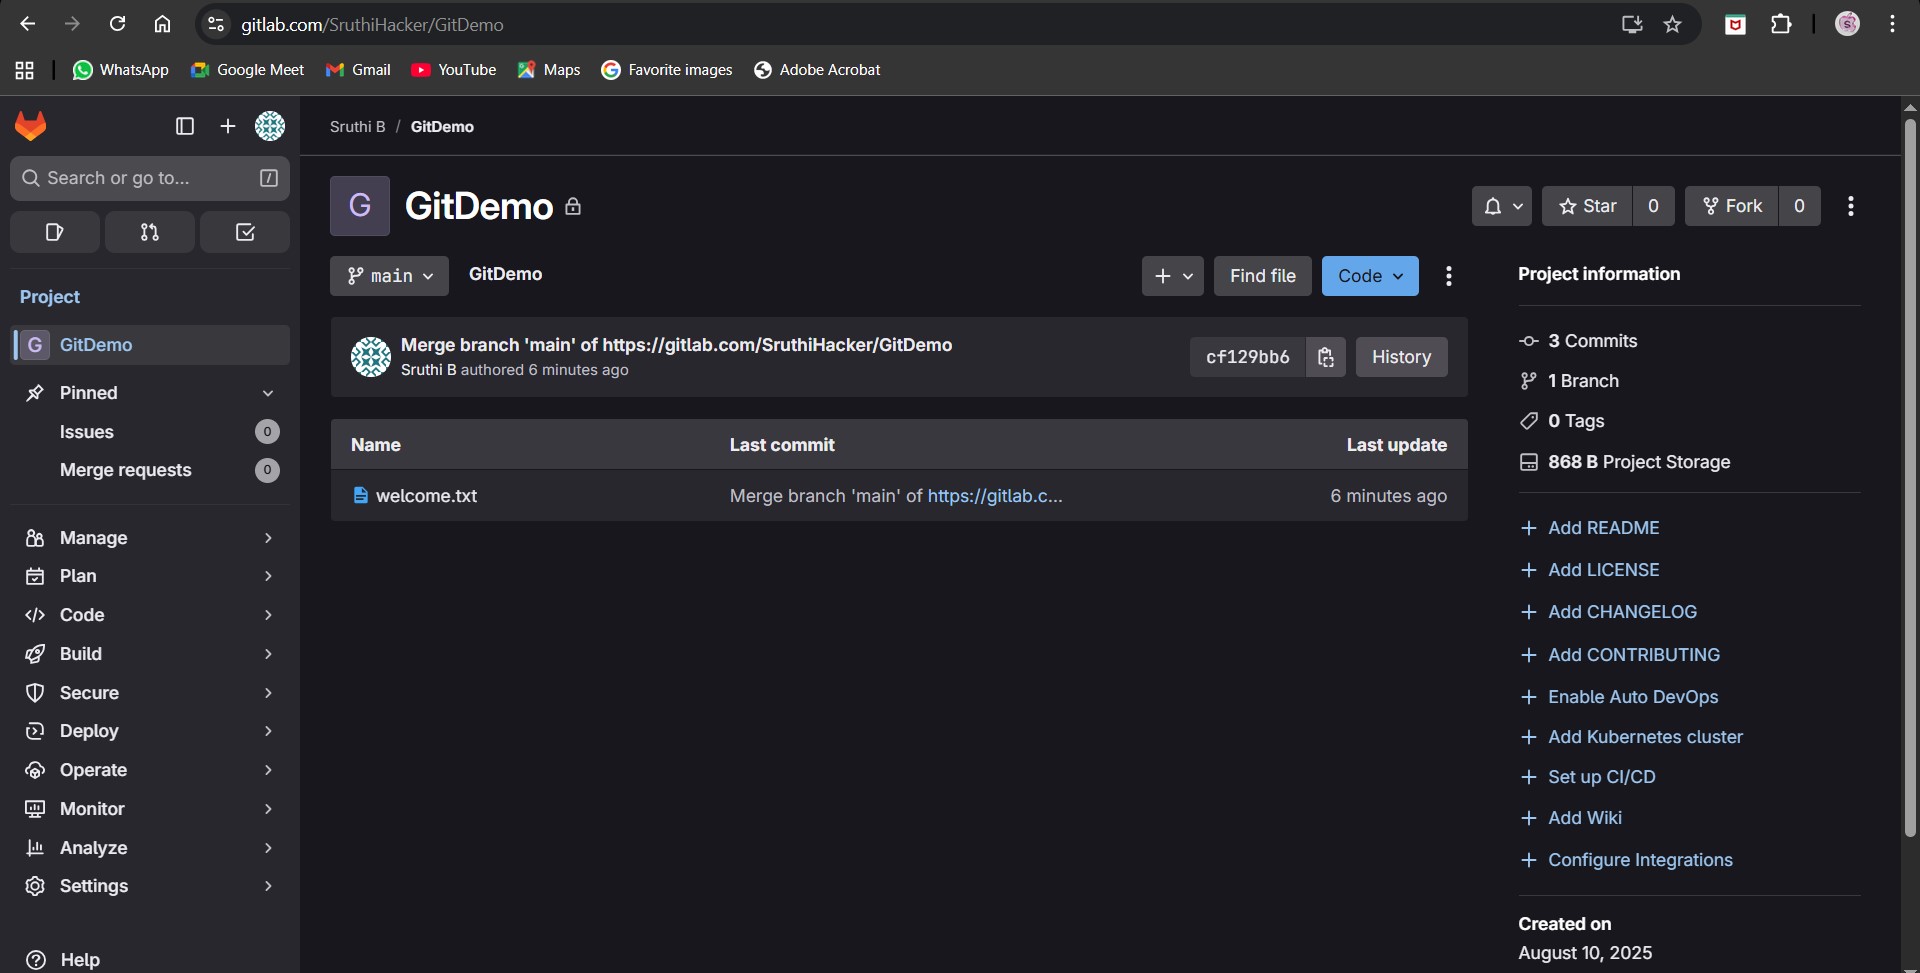 gitlab.com/SruthiHacker/GitDemo
WhatsApp Google Meet Gmail YouTube Maps Favorite images Adobe Acrobat
Sruthi B / GitDemo
Search or go to... /
Project
G GitDemo
Pinned
Issues 0
Merge requests 0
Manage
Plan
Code
Build
Secure
Deploy
Operate
Monitor
Analyze
Settings
Help
G GitDemo
Star 0 Fork 0
main GitDemo
Find file Code
Merge branch 'main' of https://gitlab.com/SruthiHacker/GitDemo
Sruthi B authored 6 minutes ago
cf129bb6 History
Name Last commit Last update
welcome.txt Merge branch 'main' of https://gitlab.c... 6 minutes ago
Project information
3 Commits
1 Branch
0 Tags
868 B Project Storage
Add README
Add LICENSE
Add CHANGELOG
Add CONTRIBUTING
Enable Auto DevOps
Add Kubernetes cluster
Set up CI/CD
Add Wiki
Configure Integrations
Created on
August 10, 2025